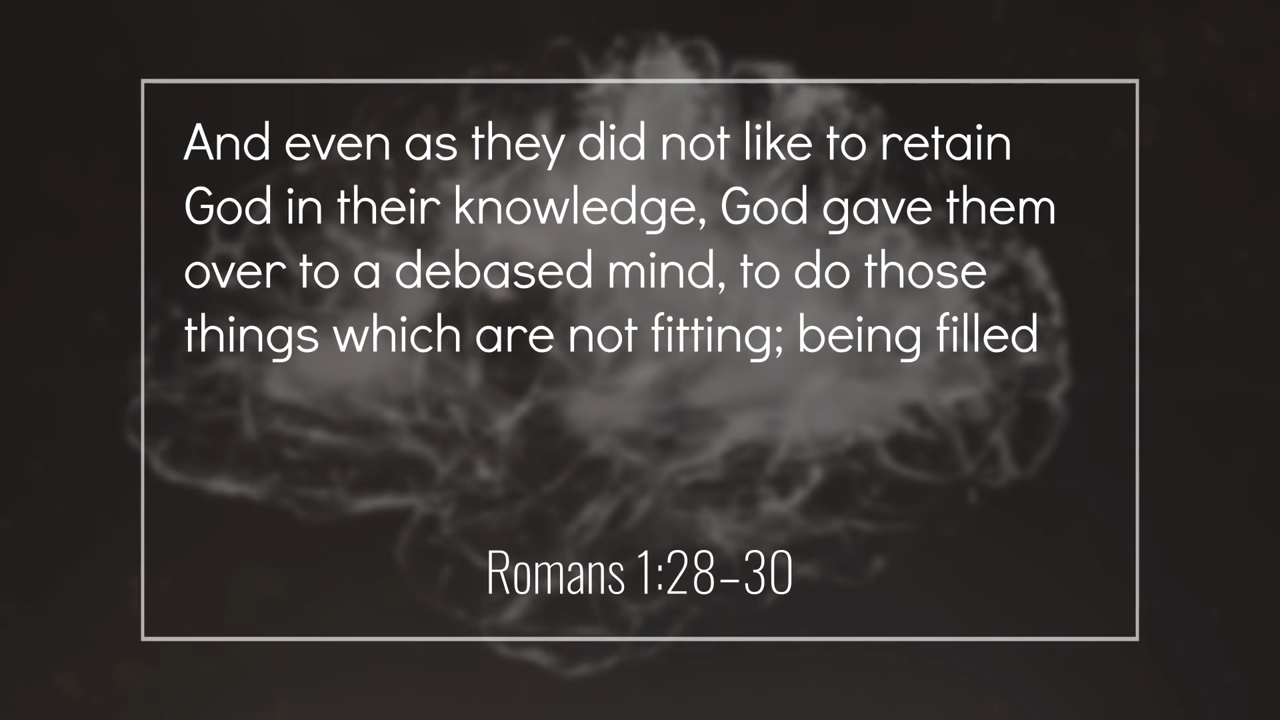 And even as they did not like to retain
God in their knowledge, God gave them
over to a debased mind, to do those
things which are not fitting; being filled
Romans 1:28–30